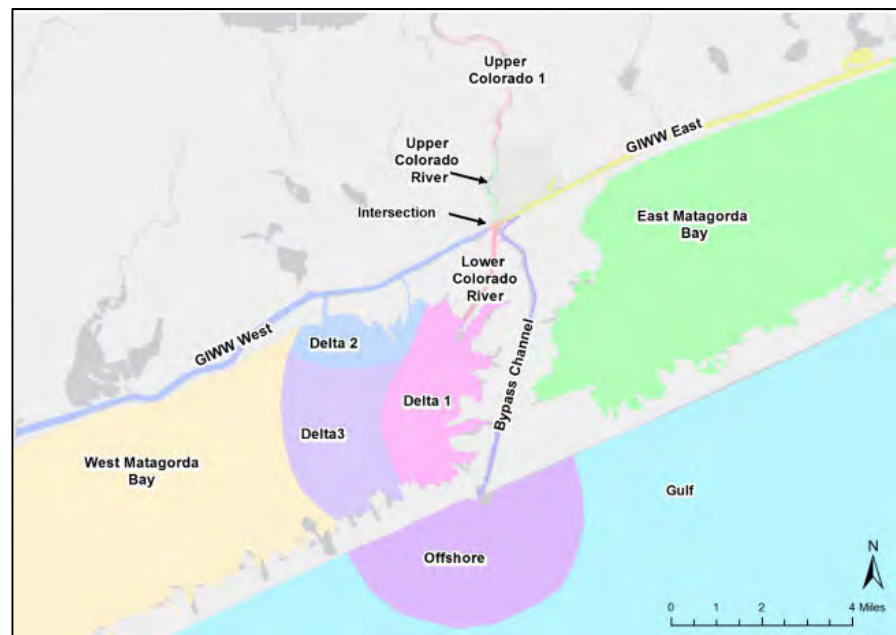 Upper
Colorado 1
GIWW East
Upper
Colorado
River
Intersection
East Matagorda
Bay
Lower
Colorado
River
GIWW West
Delta 2
Bypass Channel
Delta 1
Delta3
West Matagorda
Bay
Gulf
Offshore
N
0 1 2 4 Miles